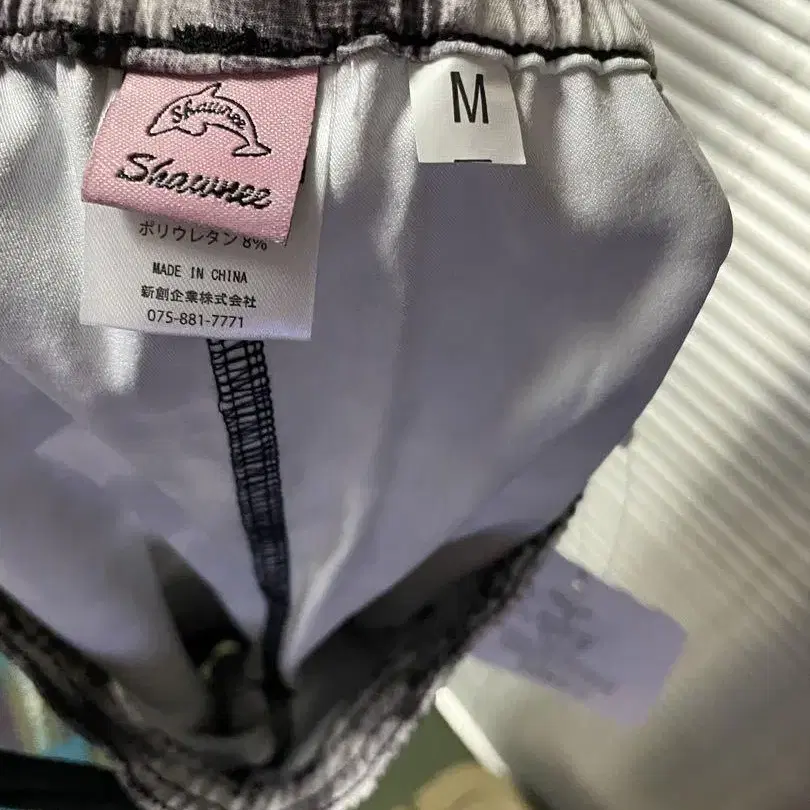 Shawnee
Shawnee
ポリウレタン 8%
MADE IN CHINA
新創企業株式会社
075-881-7771
M